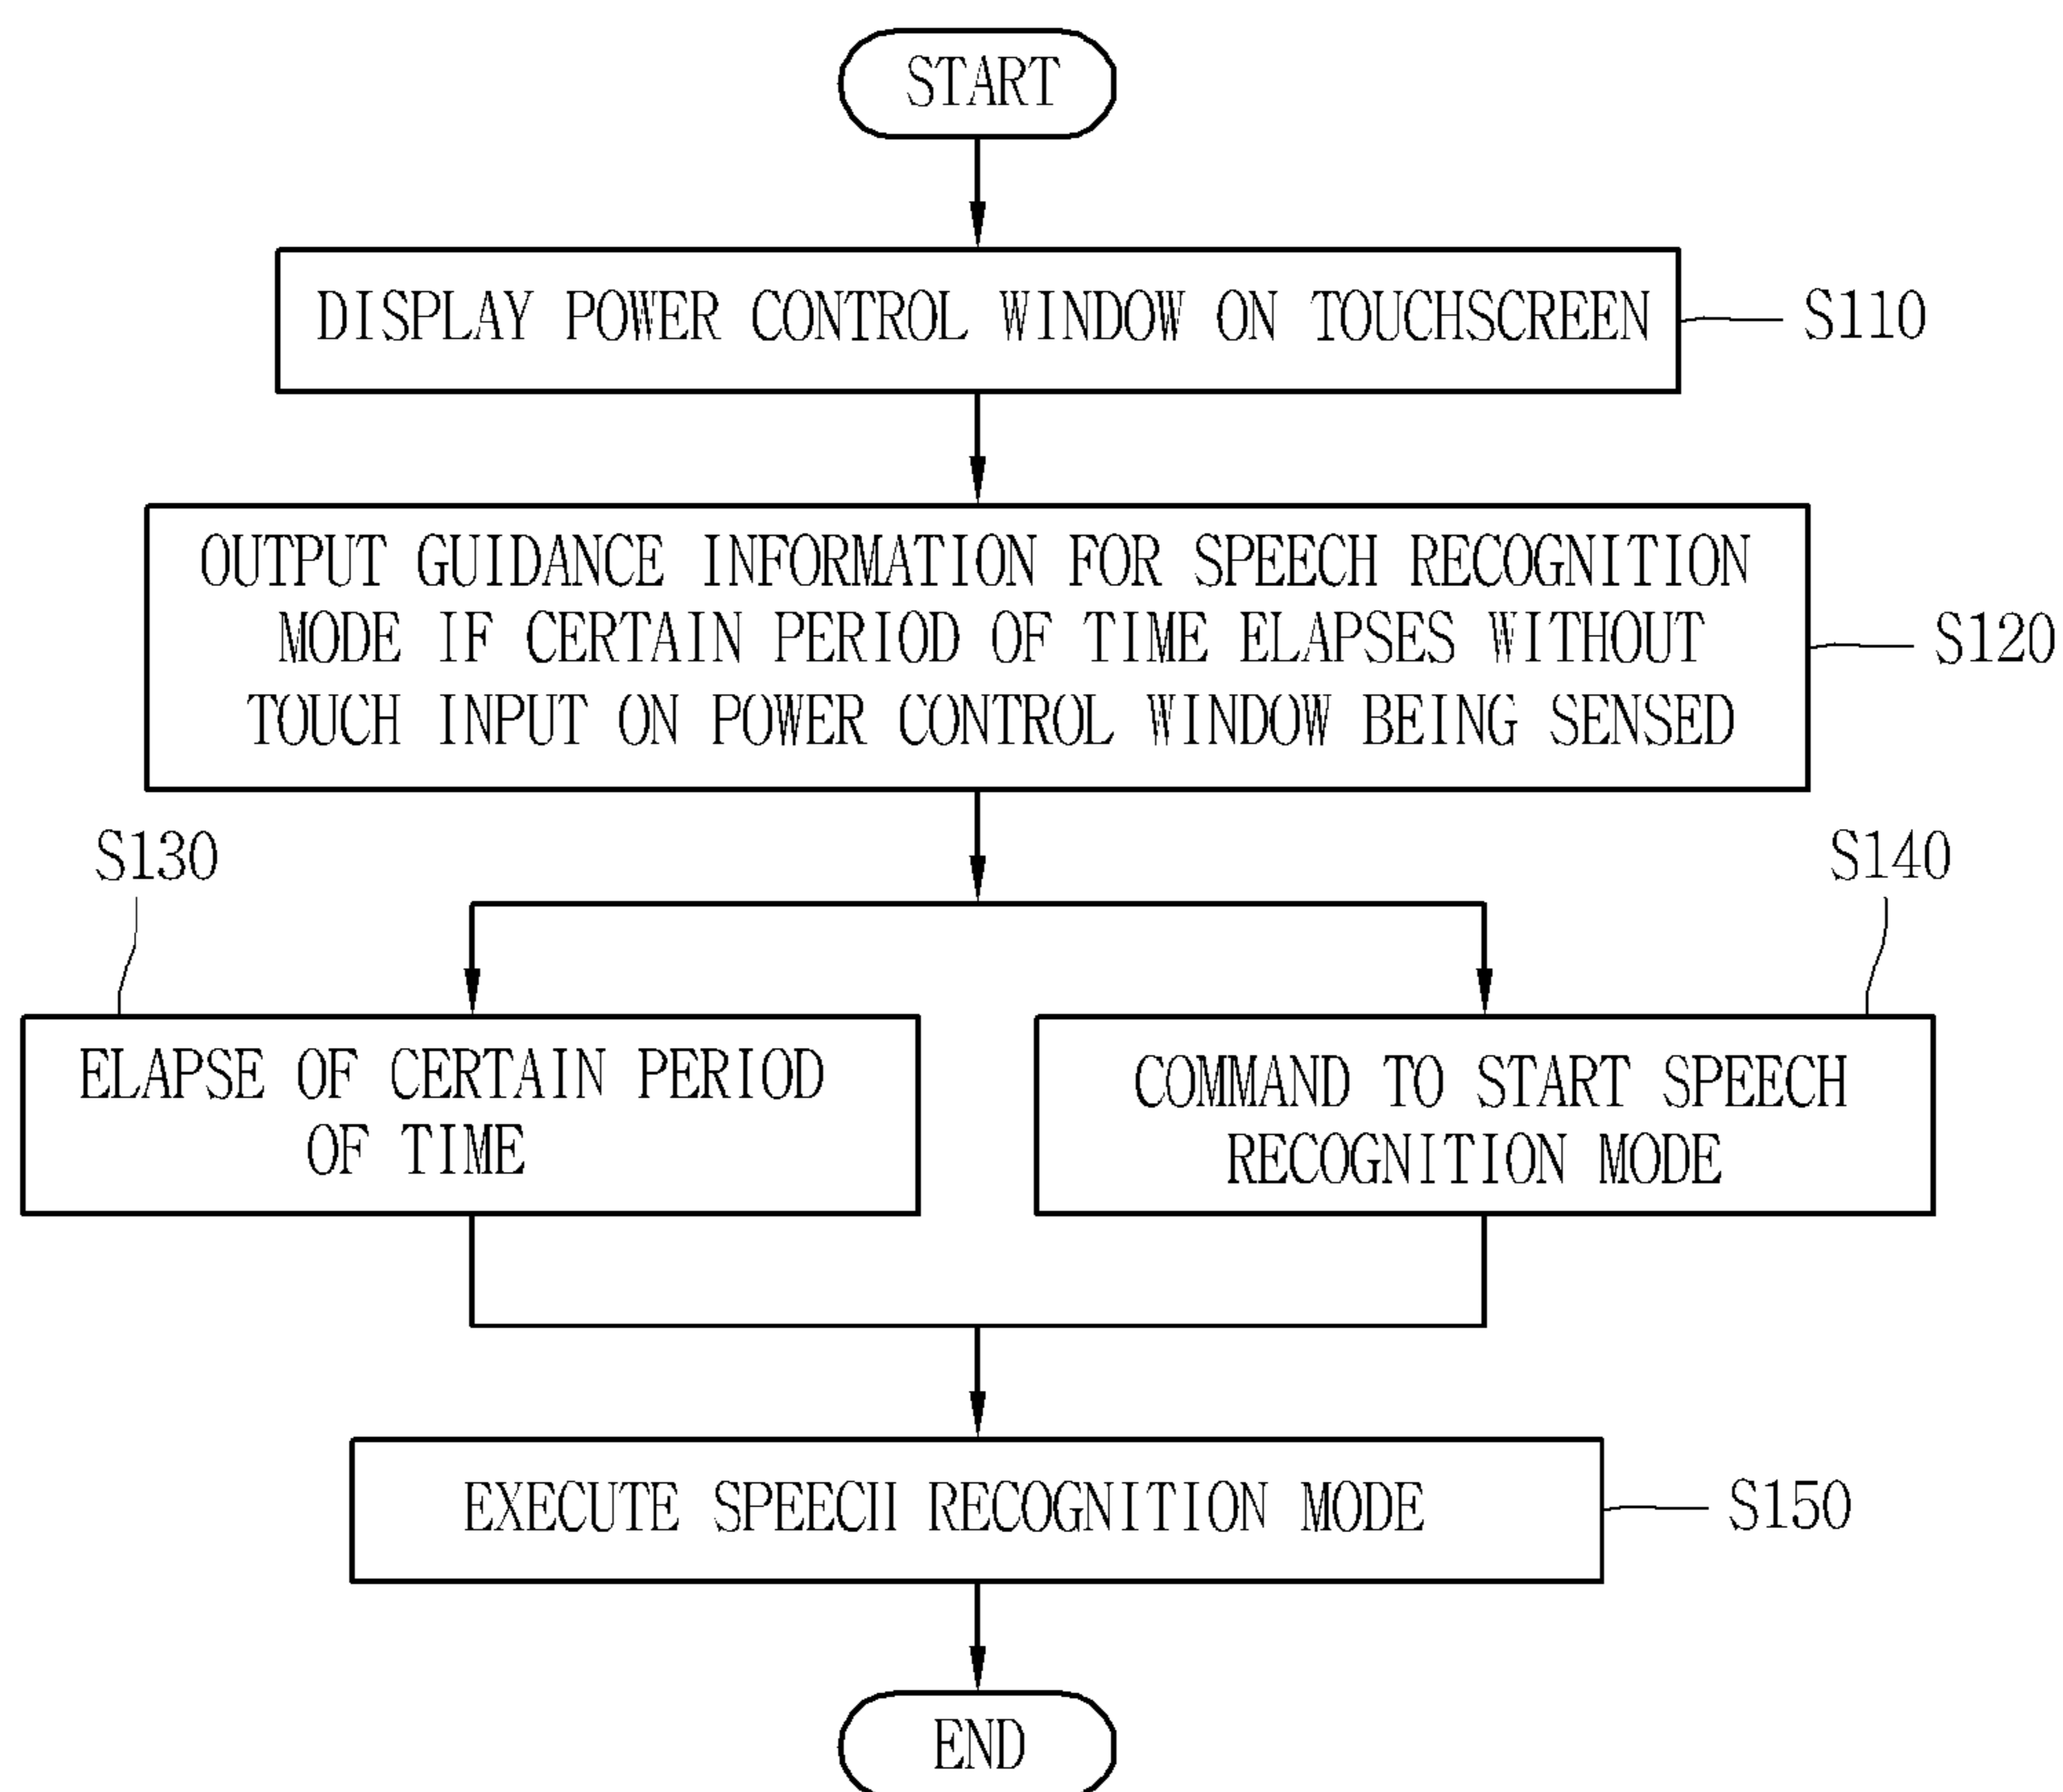 START
DISPLAY POWER CONTROL WINDOW ON TOUCHSCREEN
S110
OUTPUT GUIDANCE INFORMATION FOR SPEECH RECOGNITION
MODE IF CERTAIN PERIOD OF TIME ELAPSES WITHOUT
TOUCH INPUT ON POWER CONTROL WINDOW BEING SENSED
S120
S130
S140
ELAPSE OF CERTAIN PERIOD
OF TIME
COMMAND TO START SPEECH
RECOGNITION MODE
EXECUTE SPEECH RECOGNITION MODE
S150
END